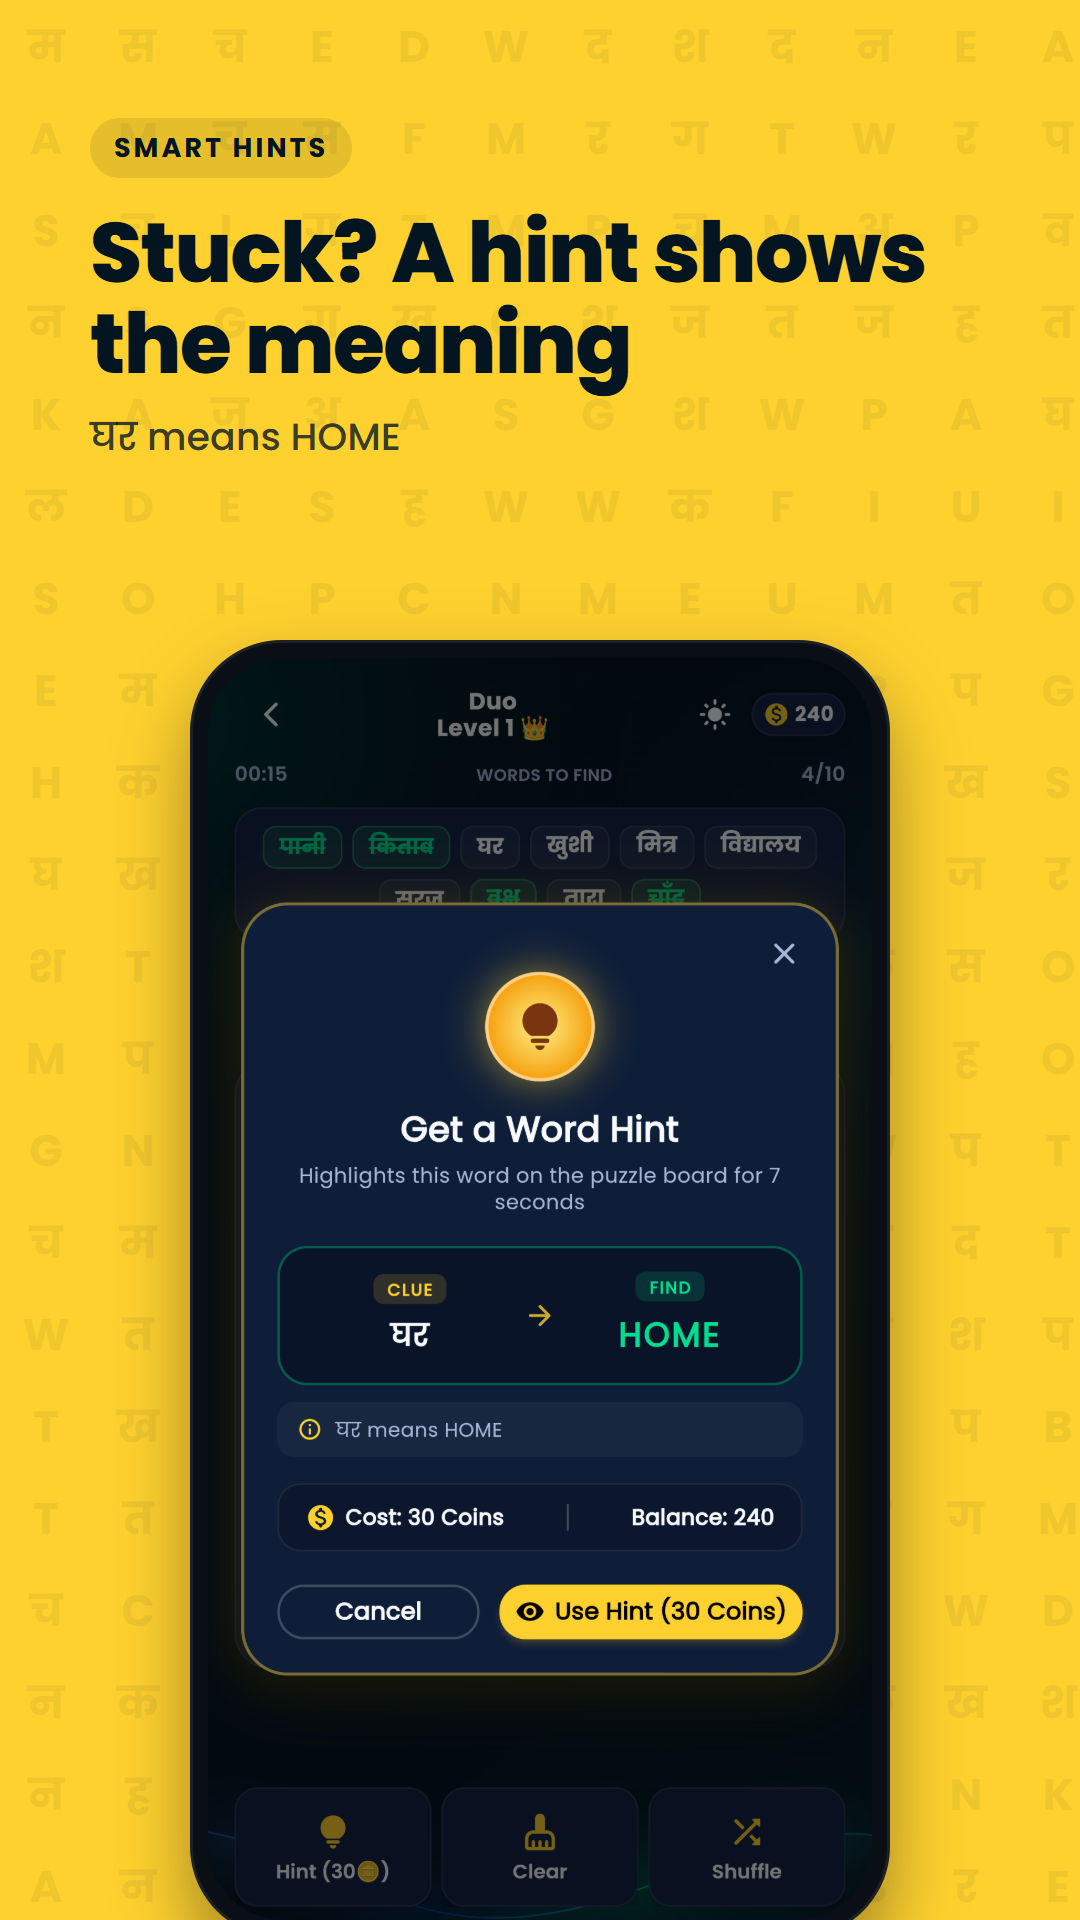 SMART HINTS
Stuck? A hint shows
the meaning
घर means HOME
Duo
Level 1
240
00:15
WORDS TO FIND
4/10
पानी किताब घर खुशी मित्र विद्यालय
सूरज वृक्ष तारा चाँद
Get a Word Hint
Highlights this word on the puzzle board for 7
seconds
CLUE
FIND
घर
HOME
घर means HOME
Cost: 30 Coins
Balance: 240
Cancel
Use Hint (30 Coins)
Hint (30)
Clear
Shuffle